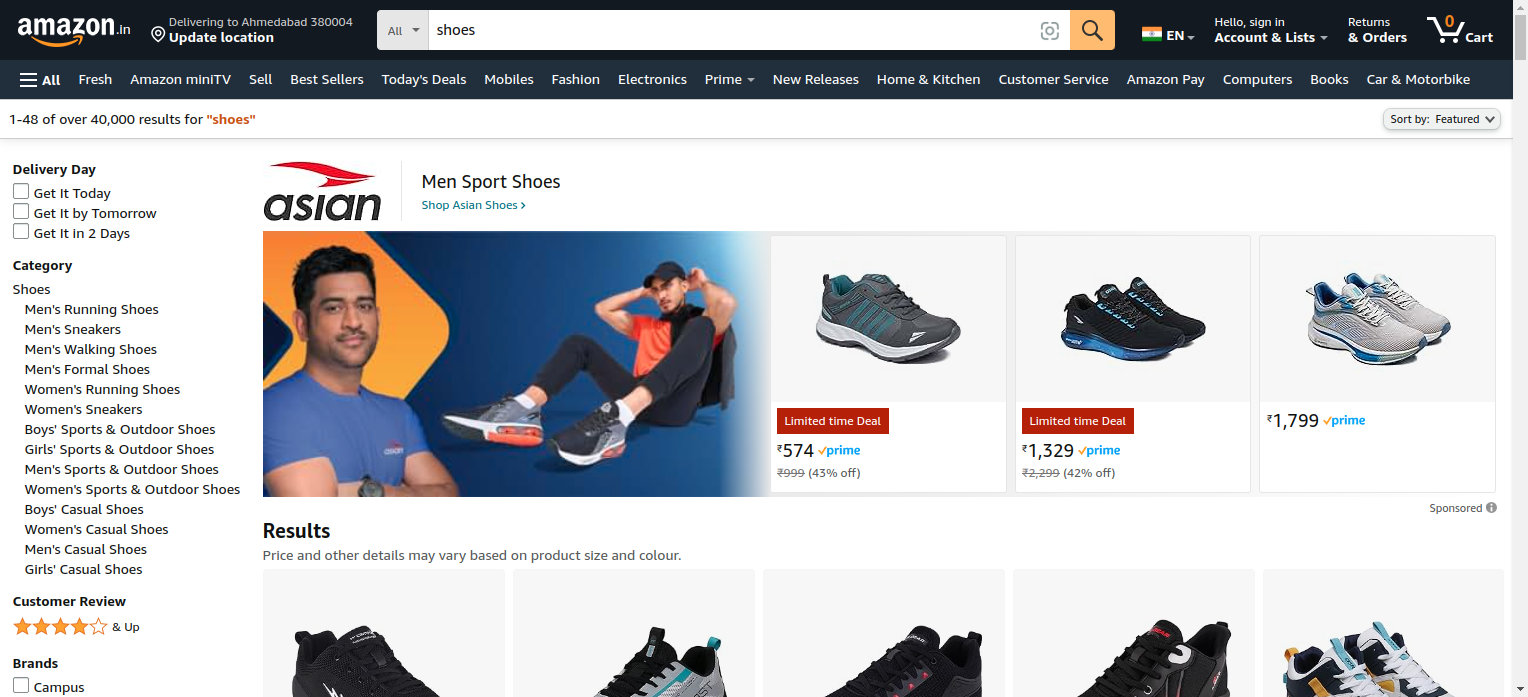 amazon.in
Delivering to Ahmedabad 380004
Update location
All
shoes
EN
Hello, sign in
Account & Lists
Returns
& Orders
0
Cart
All Fresh Amazon miniTV Sell Best Sellers Today's Deals Mobiles Fashion Electronics Prime New Releases Home & Kitchen Customer Service Amazon Pay Computers Books Car & Motorbike
1-48 of over 40,000 results for "shoes"
Sort by: Featured
Delivery Day
Get It Today
Get It by Tomorrow
Get It in 2 Days
Category
Shoes
Men's Running Shoes
Men's Sneakers
Men's Walking Shoes
Men's Formal Shoes
Women's Running Shoes
Women's Sneakers
Boys' Sports & Outdoor Shoes
Girls' Sports & Outdoor Shoes
Men's Sports & Outdoor Shoes
Women's Sports & Outdoor Shoes
Boys' Casual Shoes
Women's Casual Shoes
Men's Casual Shoes
Girls' Casual Shoes
Customer Review
& Up
Brands
Campus
asian
Men Sport Shoes
Shop Asian Shoes ›
asian
Limited time Deal
₹574 prime
₹999 (43% off)
Limited time Deal
₹1,329 prime
₹2,299 (42% off)
₹1,799 prime
Sponsored
Results
Price and other details may vary based on product size and colour.